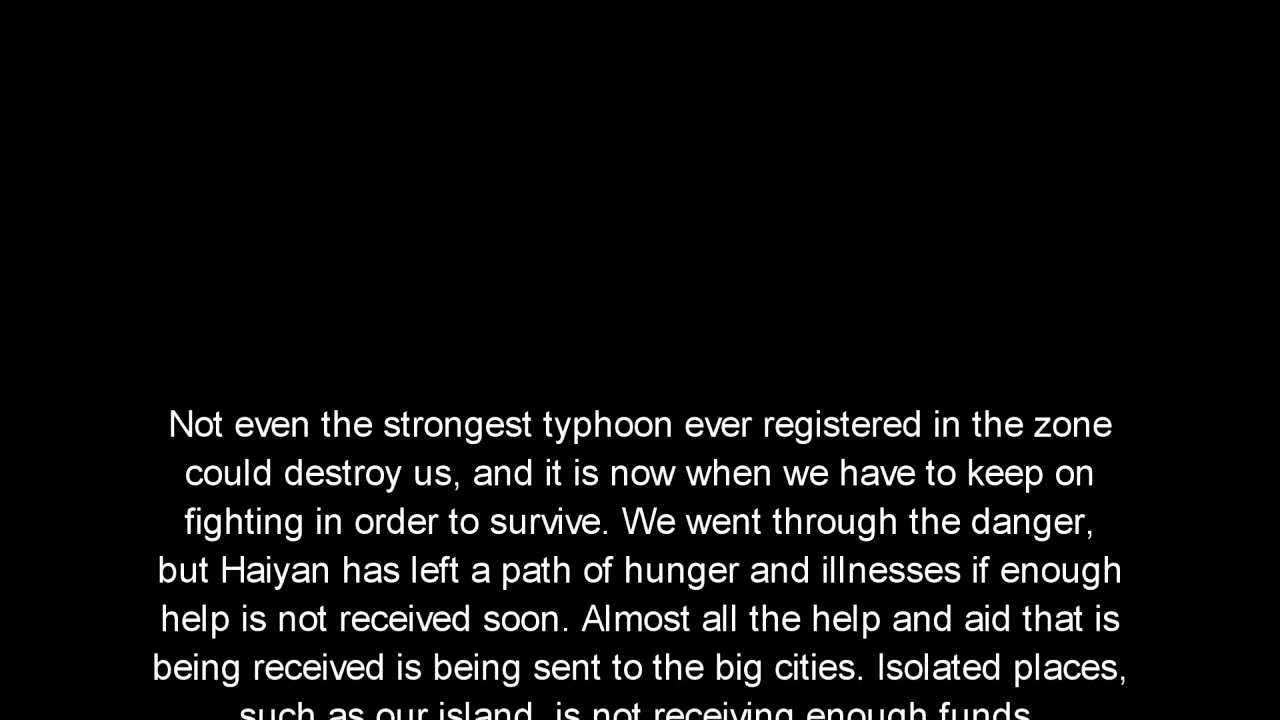 Not even the strongest typhoon ever registered in the zone
could destroy us, and it is now when we have to keep on
fighting in order to survive. We went through the danger,
but Haiyan has left a path of hunger and illnesses if enough
help is not received soon. Almost all the help and aid that is
being received is being sent to the big cities. Isolated places,
such as our island, is not receiving enough funds.